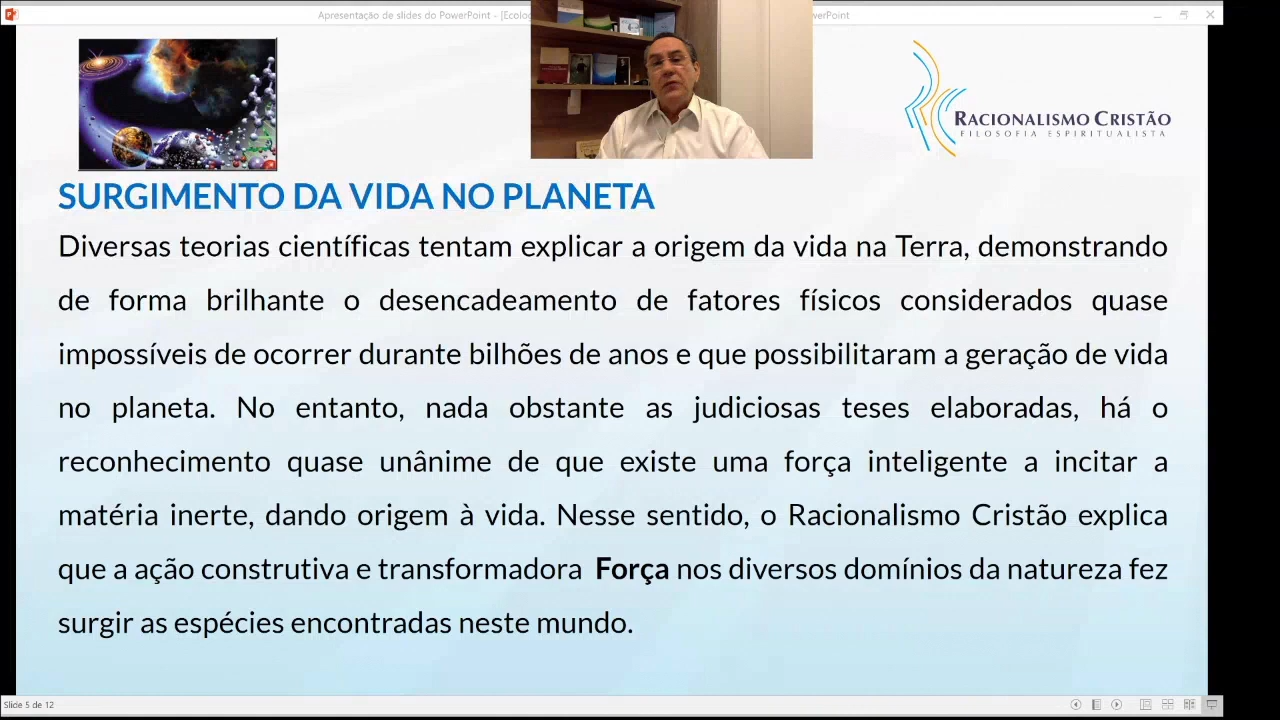 Apresentação de slides do PowerPoint - [Ecolo
werPoint
RACIONALISMO CRISTÃO
FILOSOFIA ESPIRITUALISTA
SURGIMENTO DA VIDA NO PLANETA
Diversas teorias científicas tentam explicar a origem da vida na Terra, demonstrando
de forma brilhante o desencadeamento de fatores físicos considerados quase
impossíveis de ocorrer durante bilhões de anos e que possibilitaram a geração de vida
no planeta. No entanto, nada obstante as judiciosas teses elaboradas, há o
reconhecimento quase unânime de que existe uma força inteligente a incitar a
matéria inerte, dando origem à vida. Nesse sentido, o Racionalismo Cristão explica
que a ação construtiva e transformadora Força nos diversos domínios da natureza fez
surgir as espécies encontradas neste mundo.
Slide 5 de 12